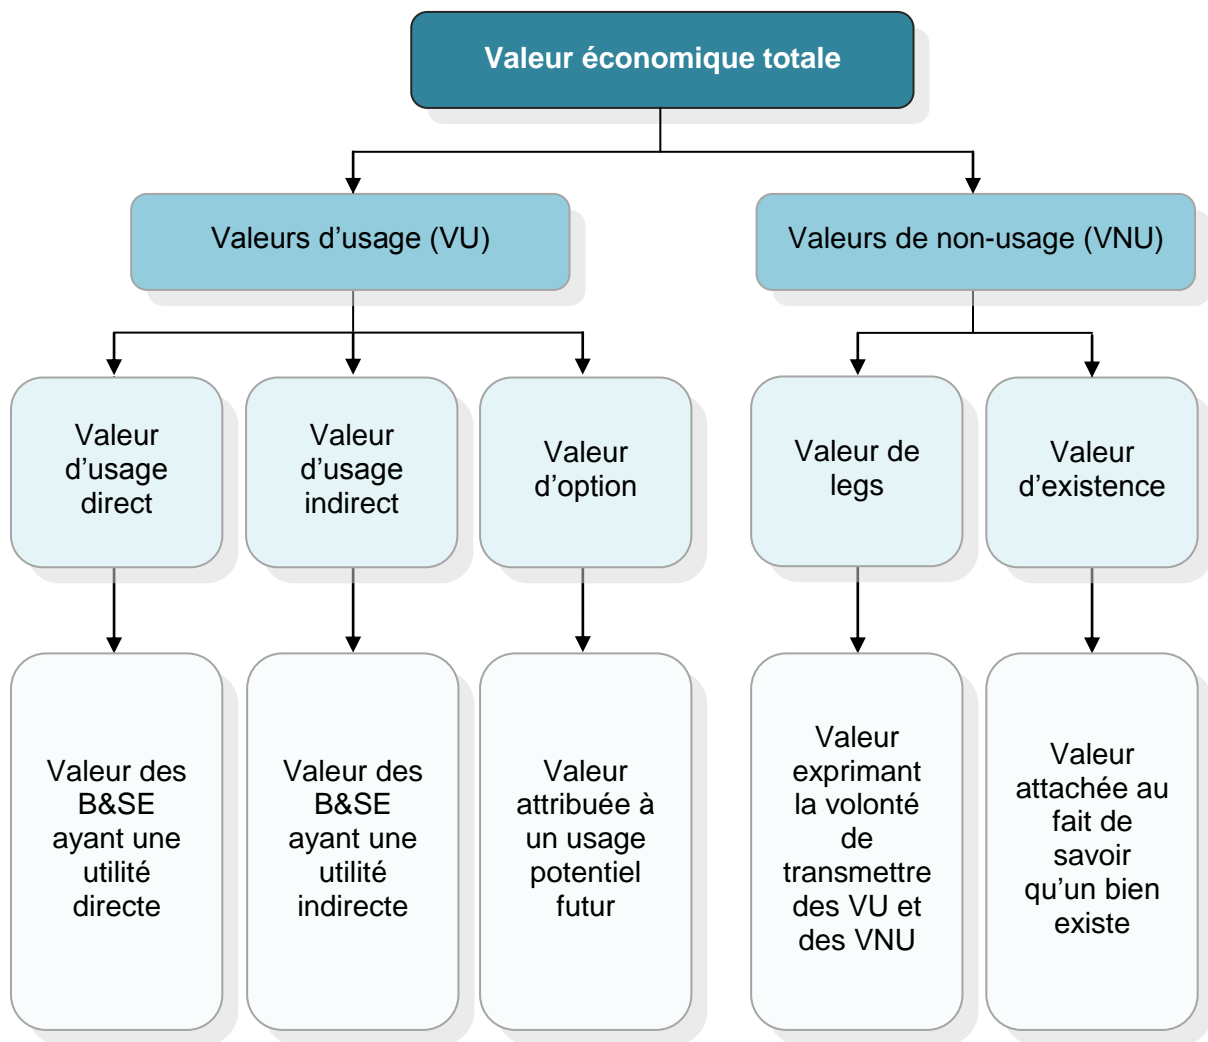 Valeur économique totale
Valeurs d’usage (VU)
Valeurs de non-usage (VNU)
Valeur
d’usage
direct
Valeur
d’usage
indirect
Valeur
d’option
Valeur de
legs
Valeur
d’existence
Valeur des
B&SE
ayant une
utilité
directe
Valeur des
B&SE
ayant une
utilité
indirecte
Valeur
attribuée à
un usage
potentiel
futur
Valeur
exprimant
la volonté
de
transmettre
des VU et
des VNU
Valeur
attachée au
fait de
savoir
qu’un bien
existe